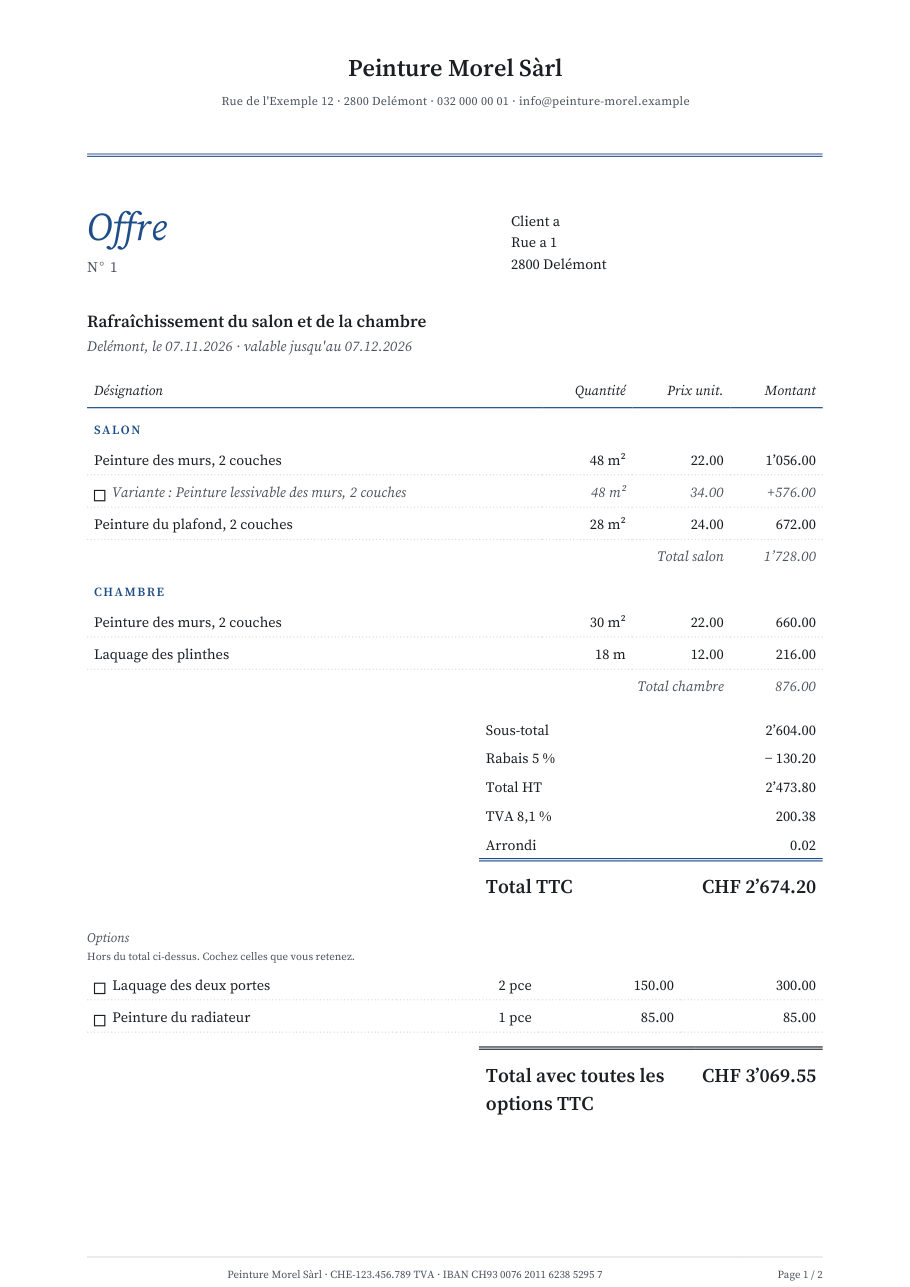 Peinture Morel Sàrl
Rue de l'Exemple 12 · 2800 Delémont · 032 000 00 01 · info@peinture-morel.example
Offre
N° 1
Client a
Rue a 1
2800 Delémont
Rafraîchissement du salon et de la chambre
Delémont, le 07.11.2026 · valable jusqu'au 07.12.2026
Désignation Quantité Prix unit. Montant
SALON
Peinture des murs, 2 couches 48 m² 22.00 1’056.00
Variante : Peinture lessivable des murs, 2 couches 48 m² 34.00 +576.00
Peinture du plafond, 2 couches 28 m² 24.00 672.00
Total salon 1’728.00
CHAMBRE
Peinture des murs, 2 couches 30 m² 22.00 660.00
Laquage des plinthes 18 m 12.00 216.00
Total chambre 876.00
Sous-total 2’604.00
Rabais 5 % − 130.20
Total HT 2’473.80
TVA 8,1 % 200.38
Arrondi 0.02
Total TTC CHF 2’674.20
Options
Hors du total ci-dessus. Cochez celles que vous retenez.
Laquage des deux portes 2 pce 150.00 300.00
Peinture du radiateur 1 pce 85.00 85.00
Total avec toutes les CHF 3’069.55
options TTC
Peinture Morel Sàrl · CHE-123.456.789 TVA · IBAN CH93 0076 2011 6238 5295 7 Page 1 / 2